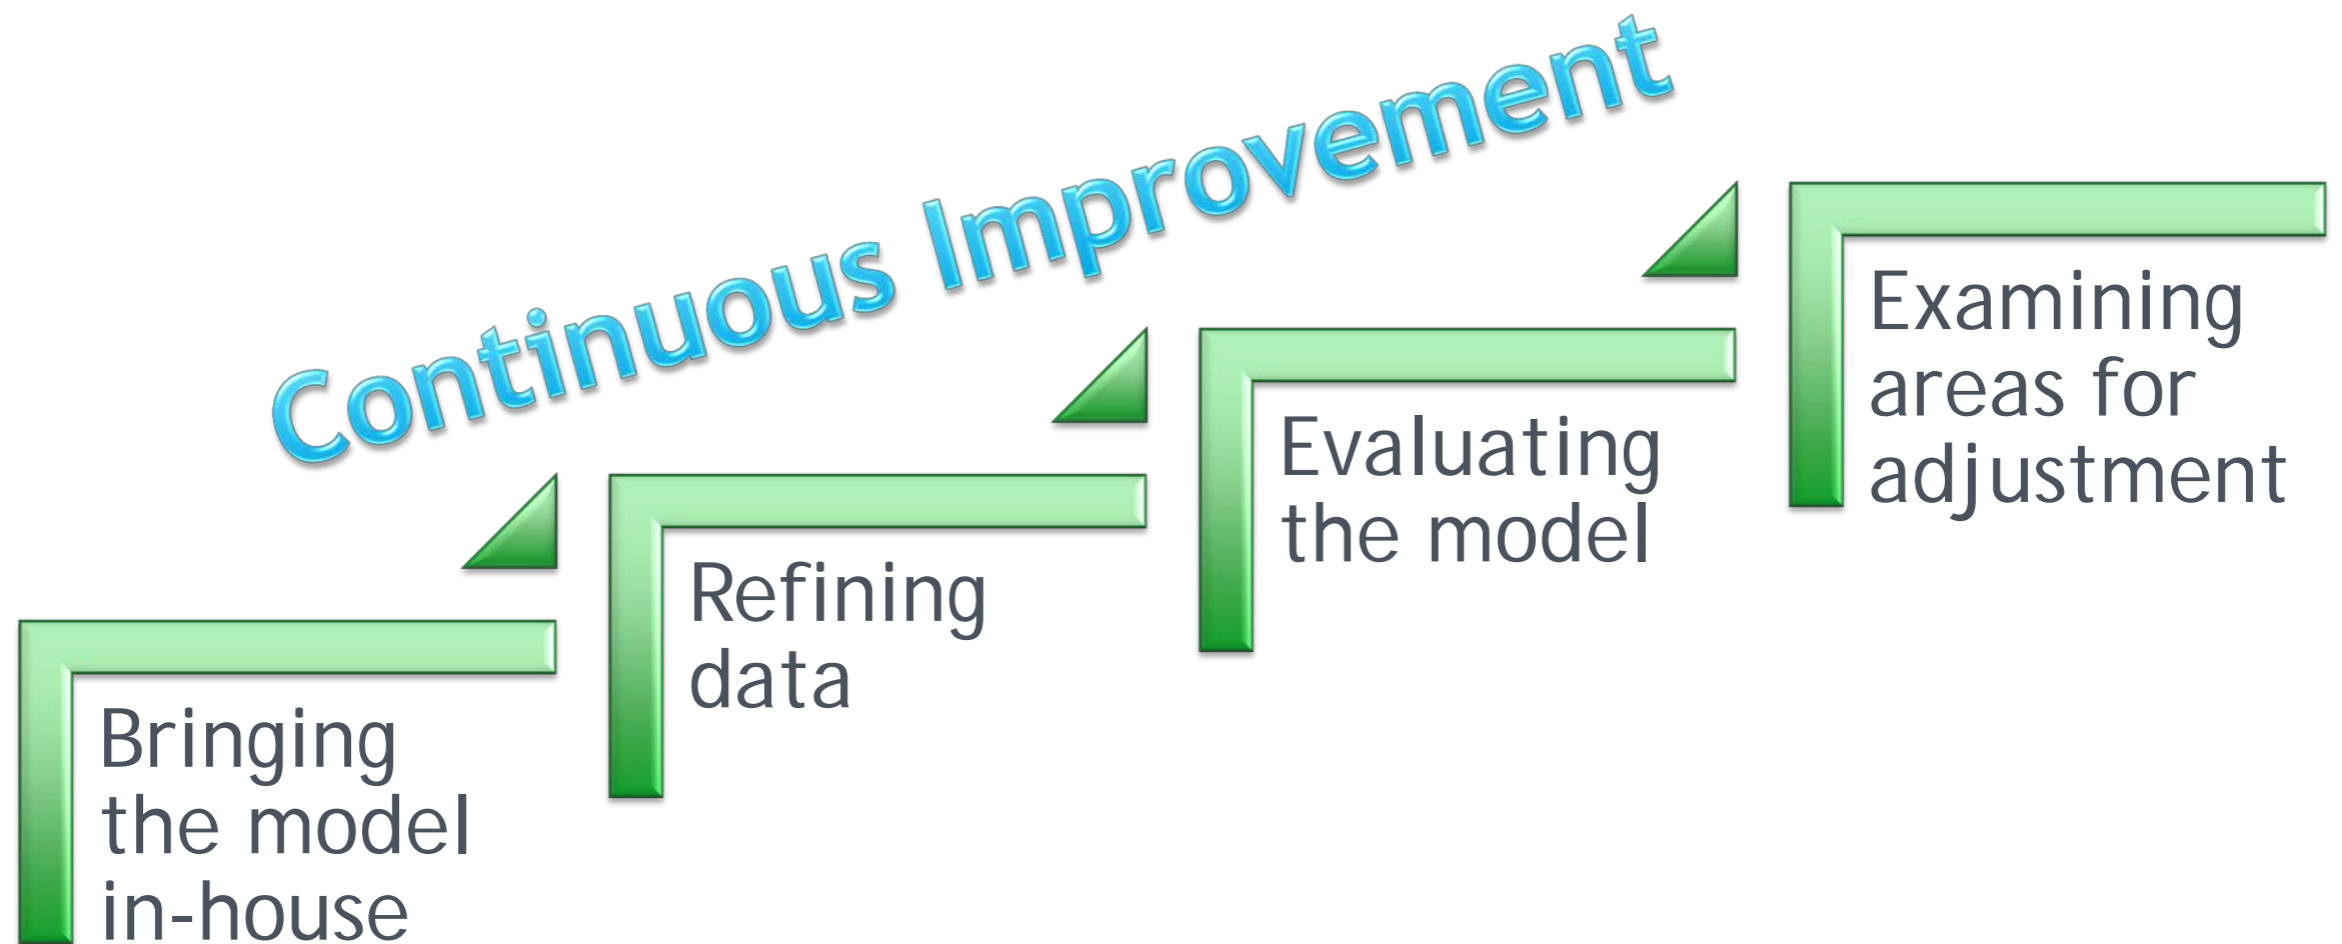 Continuous Improvement
Bringing
the model
in-house
Refining
data
Evaluating
the model
Examining
areas for
adjustment